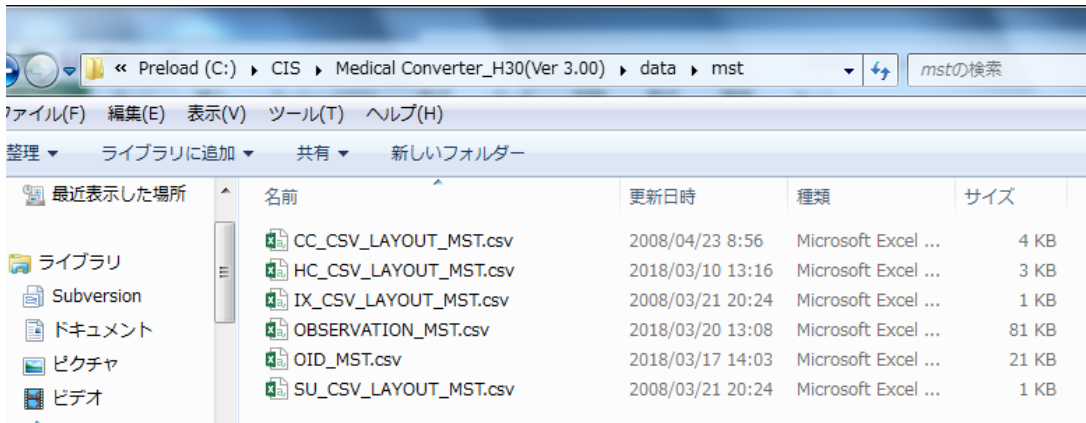 « Preload (C:) ▸ CIS ▸ Medical Converter_H30(Ver 3.00) ▸ data ▸ mst
mstの検索
ファイル(F) 編集(E) 表示(V) ツール(T) ヘルプ(H)
整理 ▼ ライブラリに追加 ▼ 共有 ▼ 新しいフォルダー
最近表示した場所
ライブラリ
Subversion
ドキュメント
ピクチャ
ビデオ
名前 更新日時 種類 サイズ
CC_CSV_LAYOUT_MST.csv 2008/04/23 8:56 Microsoft Excel ... 4 KB
HC_CSV_LAYOUT_MST.csv 2018/03/10 13:16 Microsoft Excel ... 3 KB
IX_CSV_LAYOUT_MST.csv 2008/03/21 20:24 Microsoft Excel ... 1 KB
OBSERVATION_MST.csv 2018/03/20 13:08 Microsoft Excel ... 81 KB
OID_MST.csv 2018/03/17 14:03 Microsoft Excel ... 21 KB
SU_CSV_LAYOUT_MST.csv 2008/03/21 20:24 Microsoft Excel ... 1 KB